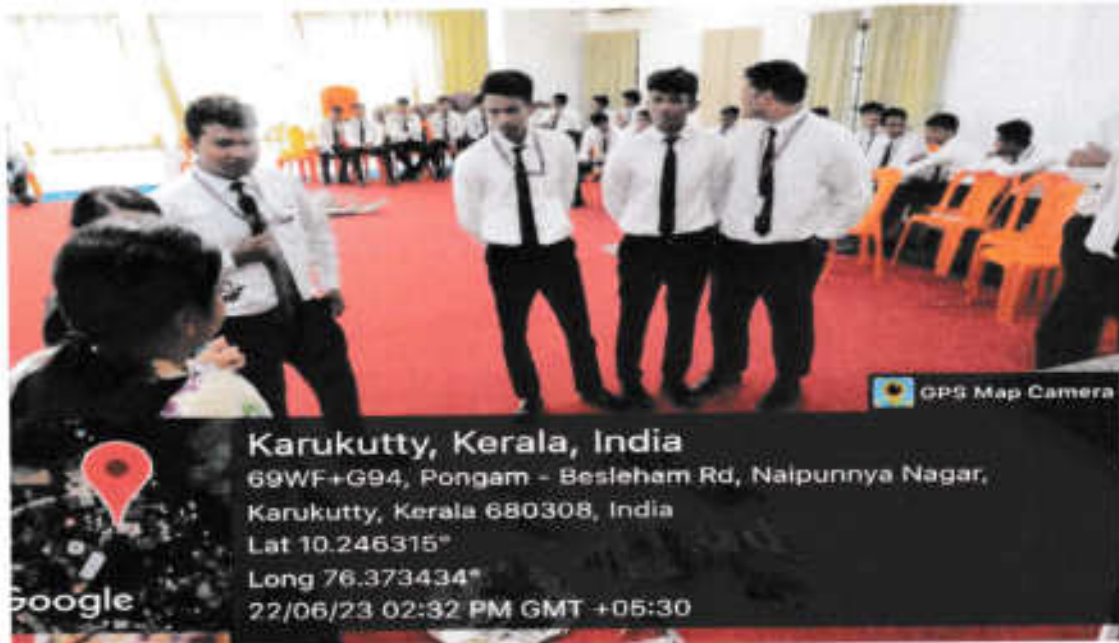 GPS Map Camera
Karukutty, Kerala, India
69WF+G94, Pongam - Besleham Rd, Naipunnya Nagar,
Karukutty, Kerala 680308, India
Lat 10.246315°
Long 76.373434°
22/06/23 02:32 PM GMT +05:30
Google